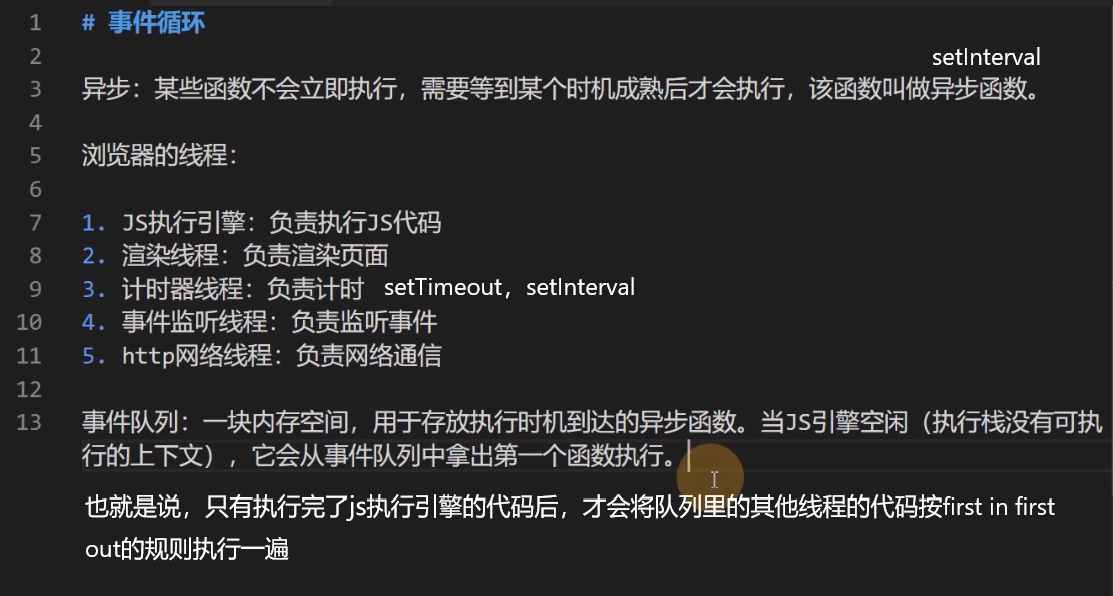 1 # 事件循环
2
setInterval
3 异步：某些函数不会立即执行，需要等到某个时机成熟后才会执行，该函数叫做异步函数。
4
5 浏览器的线程：
6
7 1. JS执行引擎：负责执行JS代码
8 2. 渲染线程：负责渲染页面
9 3. 计时器线程：负责计时 setTimeout，setInterval
10 4. 事件监听线程：负责监听事件
11 5. http网络线程：负责网络通信
12
13 事件队列：一块内存空间，用于存放执行时机到达的异步函数。当JS引擎空闲（执行栈没有可执
行的上下文），它会从事件队列中拿出第一个函数执行。
也就是说，只有执行完了js执行引擎的代码后，才会将队列里的其他线程的代码按first in first
out的规则执行一遍